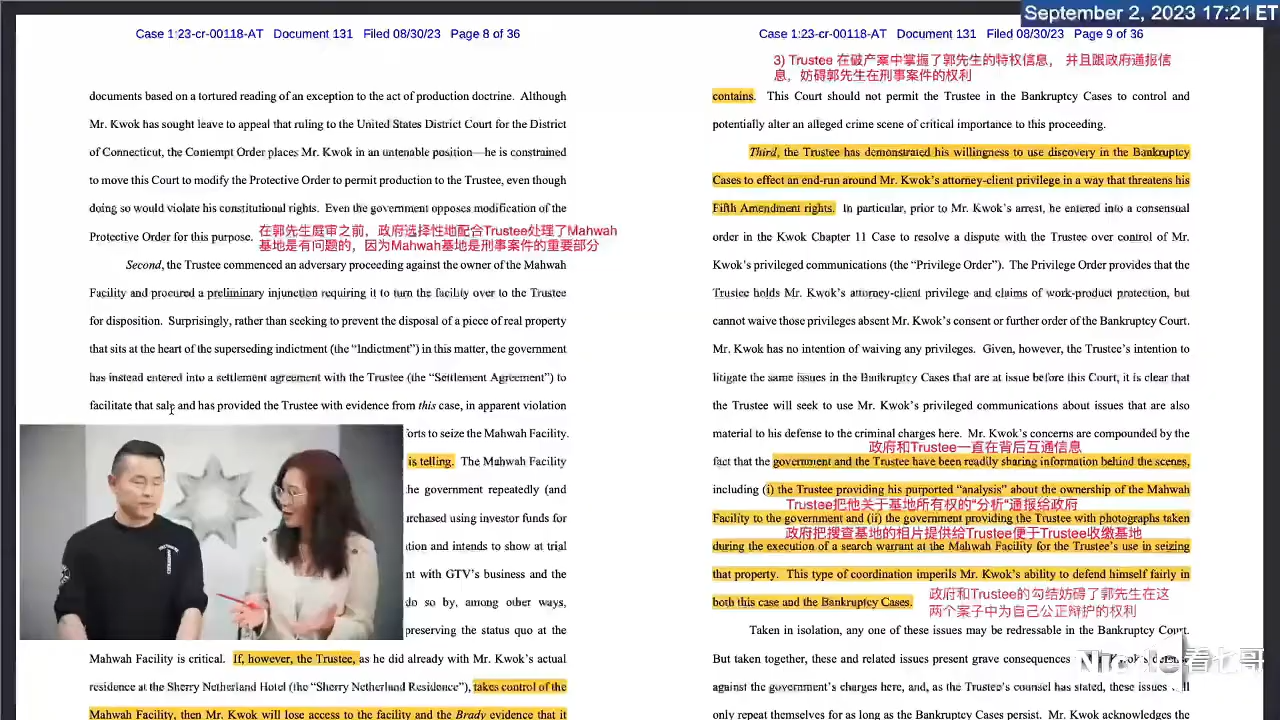 September 2, 2023 17:21 ET
Case 1:23-cr-00118-AT Document 131 Filed 08/30/23 Page 8 of 36
documents based on a tortured reading of an exception to the act of production doctrine. Although
Mr. Kwok has sought leave to appeal that ruling to the United States District Court for the District
of Connecticut, the Contempt Order places Mr. Kwok in an untenable position—he is constrained
to move this Court to modify the Protective Order to permit production to the Trustee, even though
doing so would violate his constitutional rights. Even the government opposes modification of the
Protective Order for this purpose.
在郭先生庭审之前，政府选择性地配合Trustee处理了Mahwah
基地是有问题的，因为Mahwah基地是刑事案件的重要部分
Second, the Trustee commenced an adversary proceeding against the owner of the Mahwah
Facility and procured a preliminary injunction requiring it to turn the facility over to the Trustee
for disposition. Surprisingly, rather than seeking to prevent the disposal of a piece of real property
that sits at the heart of the superseding indictment (the “Indictment”) in this matter, the government
has instead entered into a settlement agreement with the Trustee (the “Settlement Agreement”) to
facilitate that sale and has provided the Trustee with evidence from this case, in apparent violation
forts to seize the Mahwah Facility.
is telling. The Mahwah Facility
he government repeatedly (and
rchased using investor funds for
tion and intends to show at trial
nt with GTV’s business and the
do so by, among other ways,
preserving the status quo at the
Mahwah Facility is critical. If, however, the Trustee, as he did already with Mr. Kwok’s actual
residence at the Sherry Netherland Hotel (the “Sherry Netherland Residence”), takes control of the
Mahwah Facility, then Mr. Kwok will lose access to the facility and the Brady evidence that it
Case 1:23-cr-00118-AT Document 131 Filed 08/30/23 Page 9 of 36
3) Trustee 在破产案中掌握了郭先生的特权信息， 并且跟政府通报信
息，妨碍郭先生在刑事案件的权利
contains. This Court should not permit the Trustee in the Bankruptcy Cases to control and
potentially alter an alleged crime scene of critical importance to this proceeding.
Third, the Trustee has demonstrated his willingness to use discovery in the Bankruptcy
Cases to effect an end-run around Mr. Kwok’s attorney-client privilege in a way that threatens his
Fifth Amendment rights. In particular, prior to Mr. Kwok’s arrest, he entered into a consensual
order in the Kwok Chapter 11 Case to resolve a dispute with the Trustee over control of Mr.
Kwok’s privileged communications (the “Privilege Order”). The Privilege Order provides that the
Trustee holds Mr. Kwok’s attorney-client privilege and claims of work-product protection, but
cannot waive those privileges absent Mr. Kwok’s consent or further order of the Bankruptcy Court.
Mr. Kwok has no intention of waiving any privileges. Given, however, the Trustee’s intention to
litigate the same issues in the Bankruptcy Cases that are at issue before this Court, it is clear that
the Trustee will seek to use Mr. Kwok’s privileged communications about issues that are also
material to his defense to the criminal charges here. Mr. Kwok’s concerns are compounded by the
政府和Trustee一直在背后互通信息
fact that the government and the Trustee have been readily sharing information behind the scenes,
including (i) the Trustee providing his purported “analysis” about the ownership of the Mahwah
Trustee把他关于基地所有权的“分析”通报给政府
Facility to the government and (ii) the government providing the Trustee with photographs taken
政府把搜查基地的相片提供给Trustee便于Trustee收缴基地
during the execution of a search warrant at the Mahwah Facility for the Trustee’s use in seizing
that property. This type of coordination imperils Mr. Kwok’s ability to defend himself fairly in
both this case and the Bankruptcy Cases.
政府和Trustee的勾结妨碍了郭先生在这
两个案子中为自己公正辩护的权利
Taken in isolation, any one of these issues may be redressable in the Bankruptcy Court.
But taken together, these and related issues present grave consequences Kwok’s defense
against the government’s charges here, and, as the Trustee’s counsel has stated, these issues will
only repeat themselves for as long as the Bankruptcy Cases persist. Mr. Kwok acknowledges the
Nicole看七哥